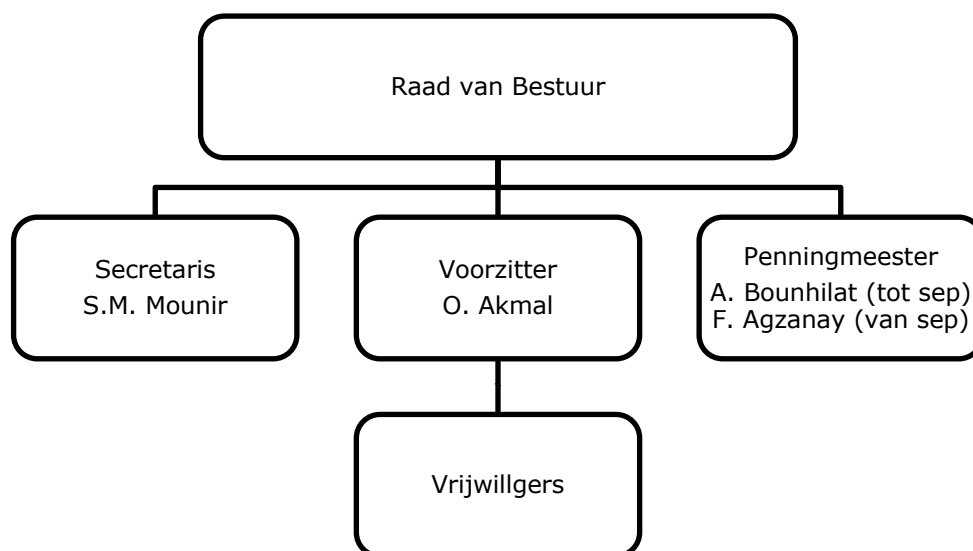 Raad van Bestuur
Secretaris
S.M. Mounir
Voorzitter
O. Akmal
Penningmeester
A. Bounhilat (tot sep)
F. Agzanay (van sep)
Vrijwillgers